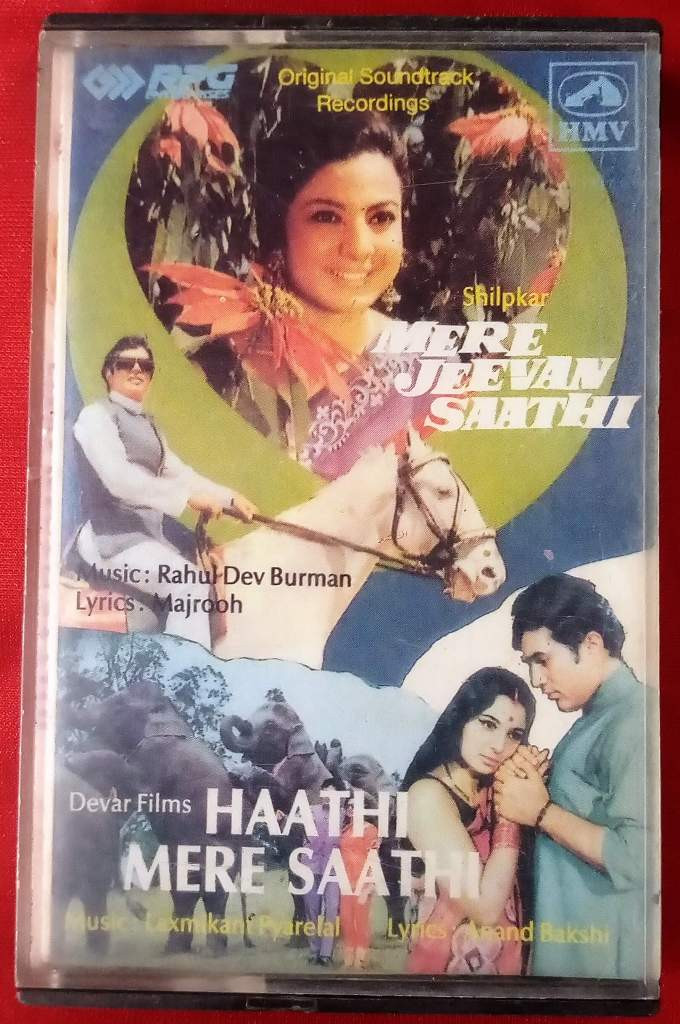 RPG
Original Soundtrack
Recordings
HMV
Shilpkar
MERE
JEEVAN
SAATHI
Music: Rahul Dev Burman
Lyrics: Majrooh
Devar Films HAATHI
MERE SAATHI
Music: Laxmikant Pyarelal Lyrics: Anand Bakshi